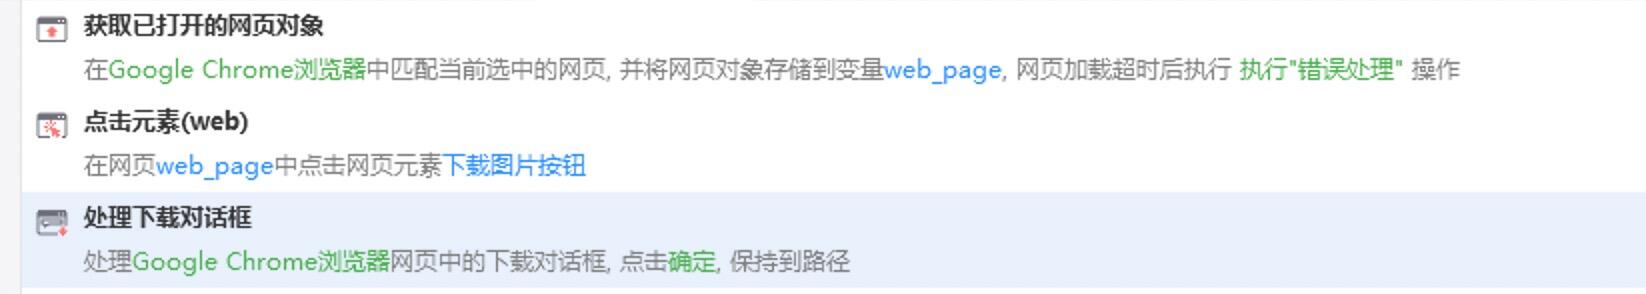 获取已打开的网页对象
在Google Chrome浏览器中匹配当前选中的网页, 并将网页对象存储到变量web_page, 网页加载超时后执行 执行"错误处理" 操作
点击元素(web)
在网页web_page中点击网页元素下载图片按钮
处理下载对话框
处理Google Chrome浏览器网页中的下载对话框, 点击确定, 保持到路径